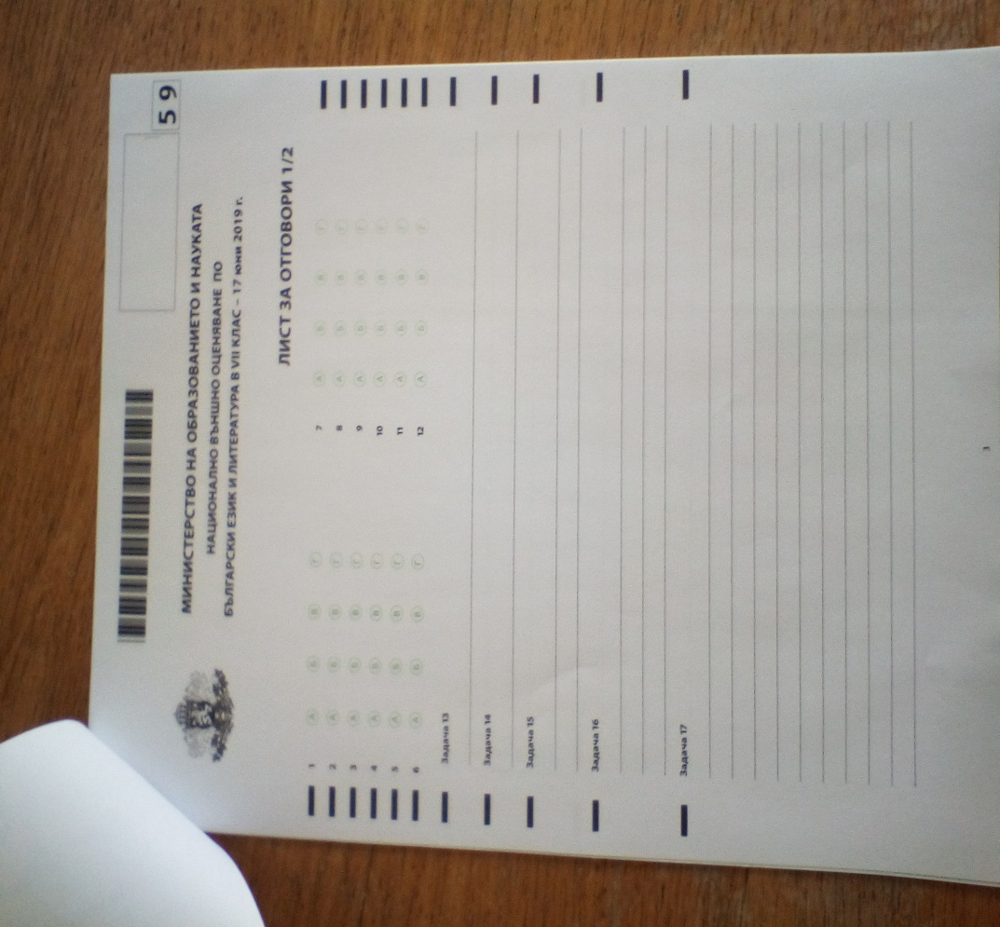 59
МИНИСТЕРСТВО НА ОБРАЗОВАНИЕТО И НАУКАТА
НАЦИОНАЛНО ВЪНШНО ОЦЕНЯВАНЕ ПО
БЪЛГАРСКИ ЕЗИК И ЛИТЕРАТУРА В VII КЛАС – 17 юни 2019 г.
ЛИСТ ЗА ОТГОВОРИ 1/2
1 А Б В Г 7 А Б В Г
2 А Б В Г 8 А Б В Г
3 А Б В Г 9 А Б В Г
4 А Б В Г 10 А Б В Г
5 А Б В Г 11 А Б В Г
6 А Б В Г 12 А Б В Г
Задача 13
Задача 14
Задача 15
Задача 16
Задача 17
3